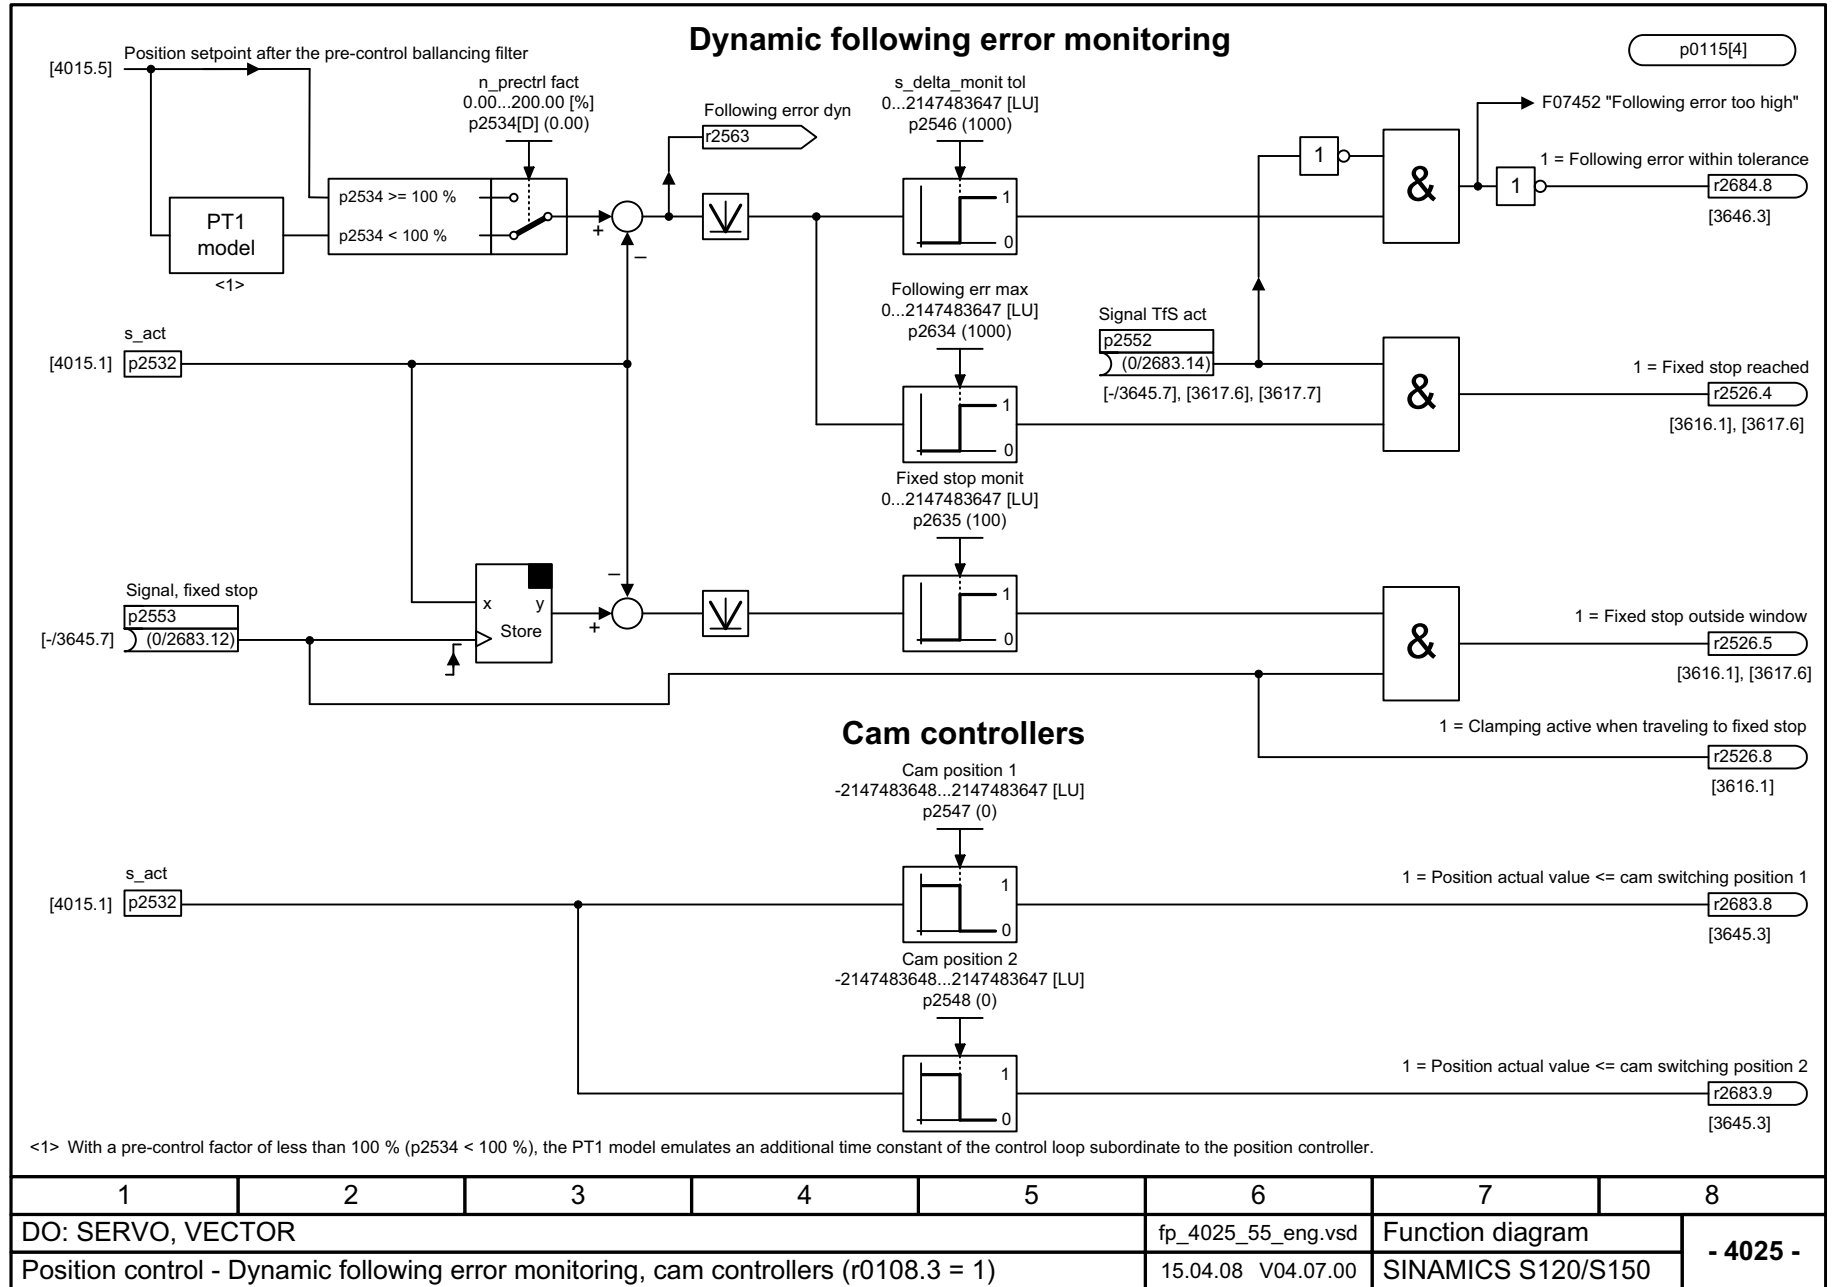 Dynamic following error monitoring
p0115[4]
Position setpoint after the pre-control ballancing filter
[4015.5]
n_prectrl fact
0.00...200.00 [%]
p2534[D] (0.00)
Following error dyn
r2563
s_delta_monit tol
0...2147483647 [LU]
p2546 (1000)
F07452 "Following error too high"
1
&
1 = Following error within tolerance
1
r2684.8
[3646.3]
PT1
model
<1>
p2534 >= 100 %
p2534 < 100 %
+
–
1
0
Following err max
0...2147483647 [LU]
p2634 (1000)
1
0
Signal TfS act
p2552
(0/2683.14)
[-/3645.7], [3617.6], [3617.7]
&
1 = Fixed stop reached
r2526.4
[3616.1], [3617.6]
s_act
[4015.1]
p2532
Fixed stop monit
0...2147483647 [LU]
p2635 (100)
1
0
Signal, fixed stop
p2553
[-/3645.7]
(0/2683.12)
x
y
Store
–
+
&
1 = Fixed stop outside window
r2526.5
[3616.1], [3617.6]
1 = Clamping active when traveling to fixed stop
r2526.8
[3616.1]
Cam controllers
Cam position 1
-2147483648...2147483647 [LU]
p2547 (0)
s_act
[4015.1]
p2532
1
0
1 = Position actual value <= cam switching position 1
r2683.8
[3645.3]
Cam position 2
-2147483648...2147483647 [LU]
p2548 (0)
1
0
1 = Position actual value <= cam switching position 2
r2683.9
[3645.3]
<1> With a pre-control factor of less than 100 % (p2534 < 100 %), the PT1 model emulates an additional time constant of the control loop subordinate to the position controller.
1 2 3 4 5 6 7 8
DO: SERVO, VECTOR
fp_4025_55_eng.vsd
Function diagram
- 4025 -
Position control - Dynamic following error monitoring, cam controllers (r0108.3 = 1)
15.04.08 V04.07.00
SINAMICS S120/S150